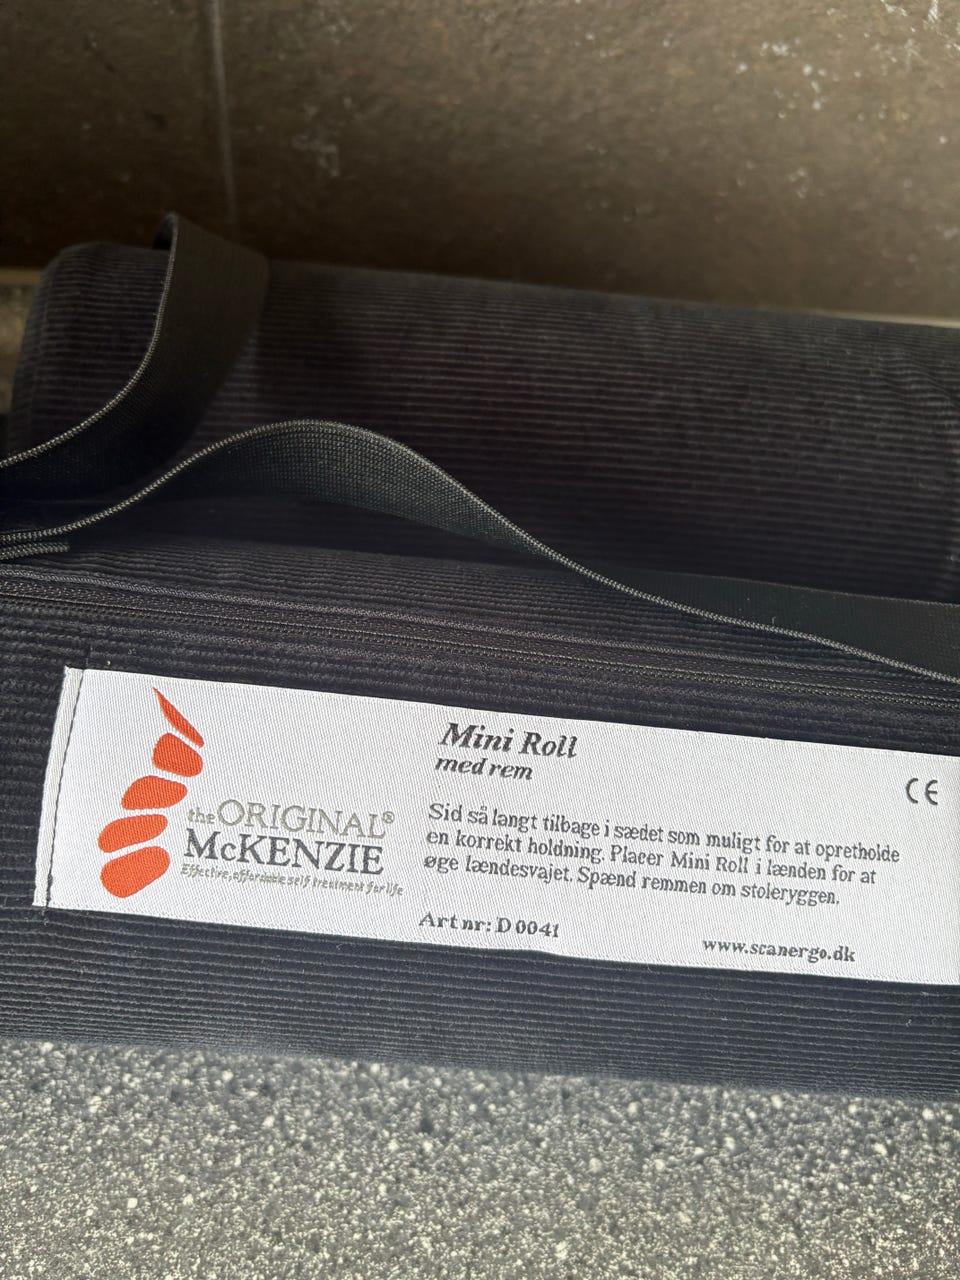 Mini Roll
med rem
CE
the ORIGINAL®
McKENZIE
Effective, affordable self treatment for life
Sid så langt tilbage i sædet som muligt for at opretholde
en korrekt holdning. Placer Mini Roll i lænden for at
øge lændesvajet. Spænd remmen om stoleryggen.
Art nr: D 0041
www.scanergo.dk